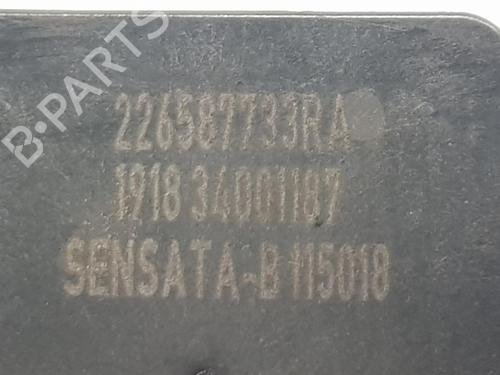 B-PARTS
226587733RA
1918 34001187
SENSATA-B 115018